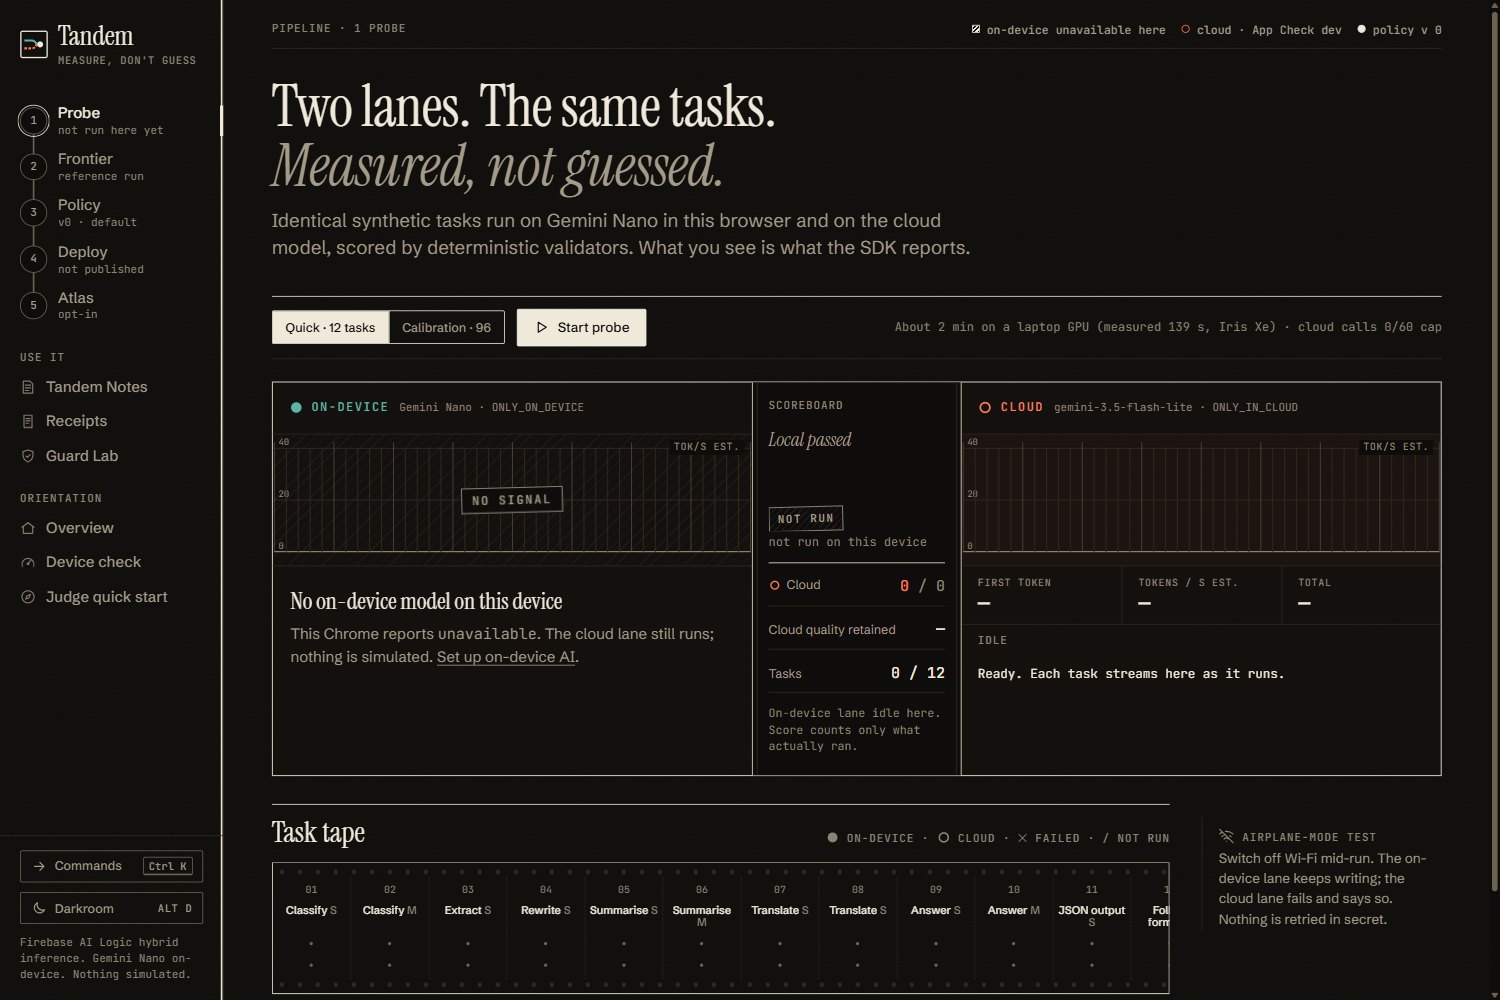 Tandem
MEASURE, DON'T GUESS
1
Probe
not run here yet
2
Frontier
reference run
3
Policy
v0 · default
4
Deploy
not published
5
Atlas
opt-in
USE IT
Tandem Notes
Receipts
Guard Lab
ORIENTATION
Overview
Device check
Judge quick start
Commands Ctrl K
Darkroom ALT D
Firebase AI Logic hybrid
inference. Gemini Nano on-
device. Nothing simulated.
PIPELINE · 1 PROBE
on-device unavailable here
cloud · App Check dev
policy v 0
Two lanes. The same tasks.
Measured, not guessed.
Identical synthetic tasks run on Gemini Nano in this browser and on the cloud
model, scored by deterministic validators. What you see is what the SDK reports.
Quick · 12 tasks
Calibration · 96
Start probe
About 2 min on a laptop GPU (measured 139 s, Iris Xe) · cloud calls 0/60 cap
ON-DEVICE Gemini Nano · ONLY_ON_DEVICE
40
TOK/S EST.
20
NO SIGNAL
0
No on-device model on this device
This Chrome reports unavailable. The cloud lane still runs;
nothing is simulated. Set up on-device AI.
SCOREBOARD
Local passed
NOT RUN
not run on this device
Cloud 0 / 0
Cloud quality retained —
Tasks 0 / 12
On-device lane idle here.
Score counts only what
actually ran.
CLOUD gemini-3.5-flash-lite · ONLY_IN_CLOUD
40
TOK/S EST.
20
0
FIRST TOKEN
—
TOKENS / S EST.
—
TOTAL
—
IDLE
Ready. Each task streams here as it runs.
Task tape
ON-DEVICE · CLOUD · FAILED · / NOT RUN
01
Classify S
02
Classify M
03
Extract S
04
Rewrite S
05
Summarise S
06
Summarise
M
07
Translate S
08
Translate S
09
Answer S
10
Answer M
11
JSON output
S
AIRPLANE-MODE TEST
Switch off Wi-Fi mid-run. The on-
device lane keeps writing; the
cloud lane fails and says so.
Nothing is retried in secret.